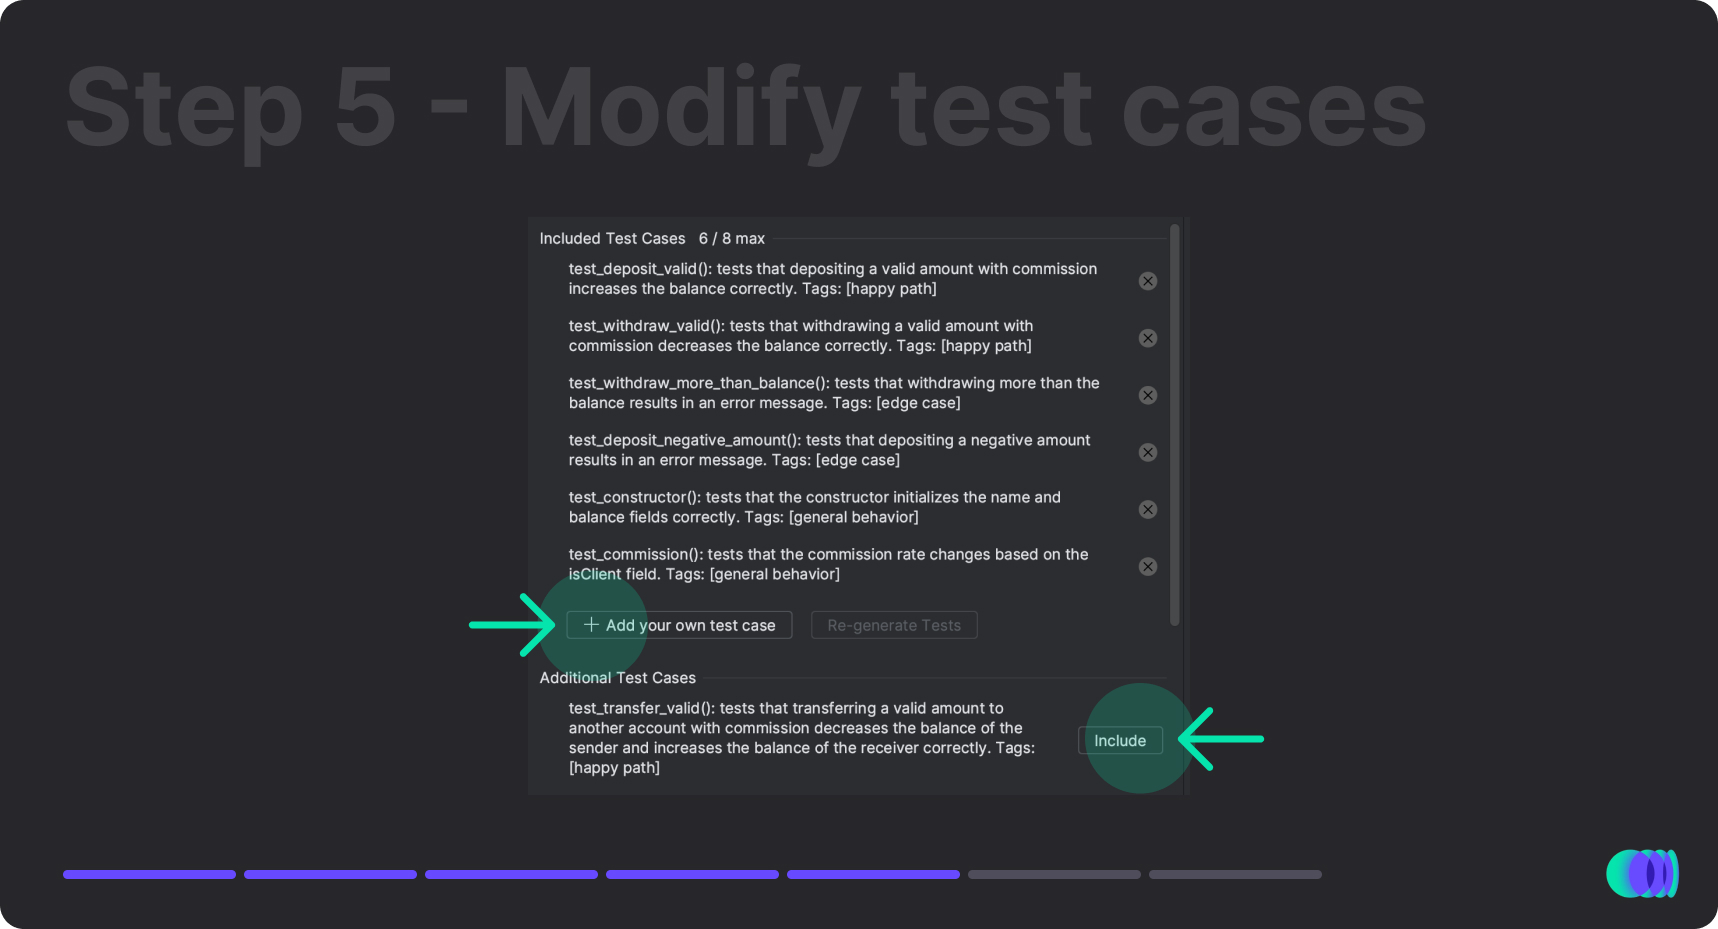 Step 5 - Modify test cases
Included Test Cases 6 / 8 max
test_deposit_valid(): tests that depositing a valid amount with commission
increases the balance correctly. Tags: [happy path]
test_withdraw_valid(): tests that withdrawing a valid amount with
commission decreases the balance correctly. Tags: [happy path]
test_withdraw_more_than_balance(): tests that withdrawing more than the
balance results in an error message. Tags: [edge case]
test_deposit_negative_amount(): tests that depositing a negative amount
results in an error message. Tags: [edge case]
test_constructor(): tests that the constructor initializes the name and
balance fields correctly. Tags: [general behavior]
test_commission(): tests that the commission rate changes based on the
isClient field. Tags: [general behavior]
+ Add your own test case Re-generate Tests
Additional Test Cases
test_transfer_valid(): tests that transferring a valid amount to
another account with commission decreases the balance of the
sender and increases the balance of the receiver correctly. Tags:
[happy path]
Include